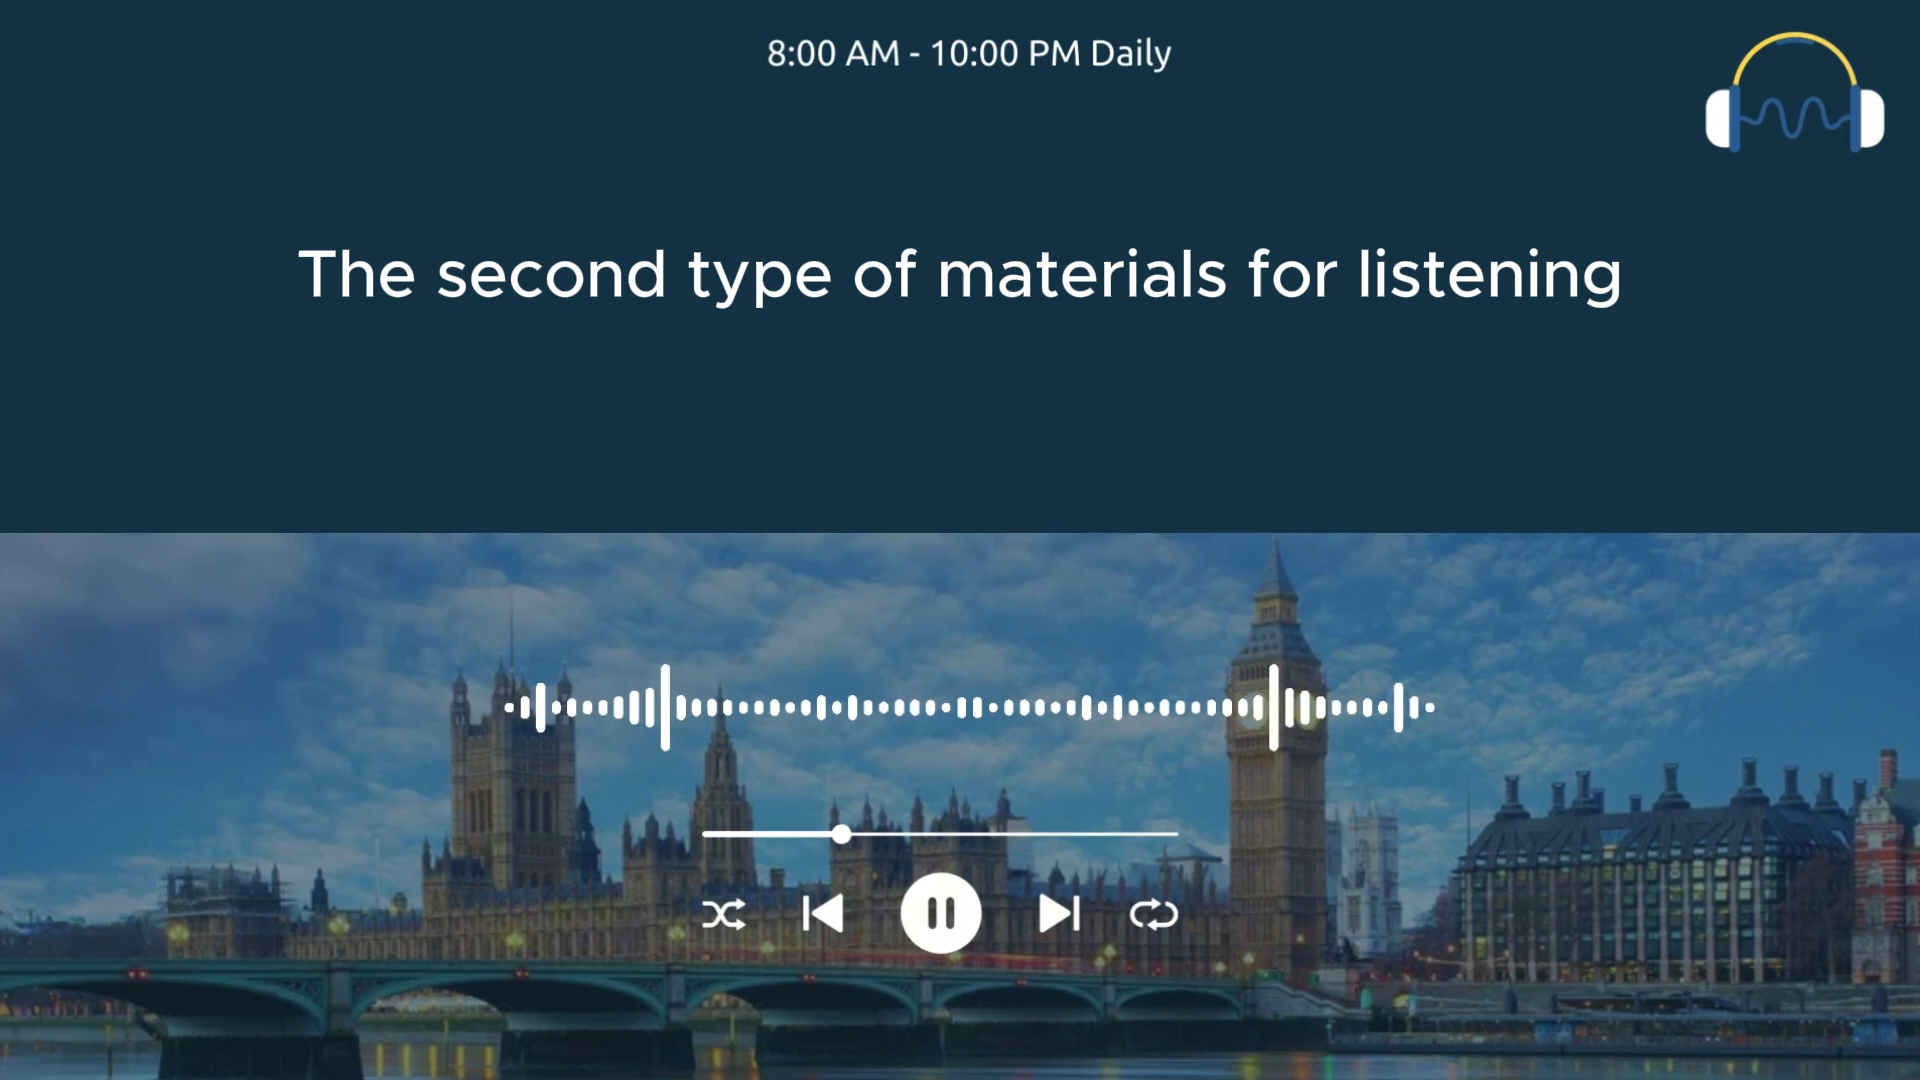 8:00 AM - 10:00 PM Daily
The second type of materials for listening